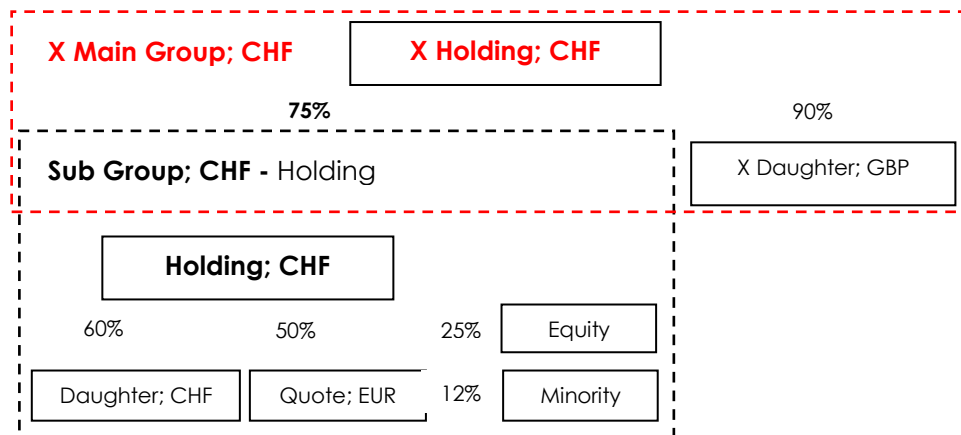 X Main Group; CHF
X Holding; CHF
75%
90%
Sub Group; CHF - Holding
X Daughter; GBP
Holding; CHF
60%
50%
25%
Equity
Daughter; CHF
Quote; EUR
12%
Minority